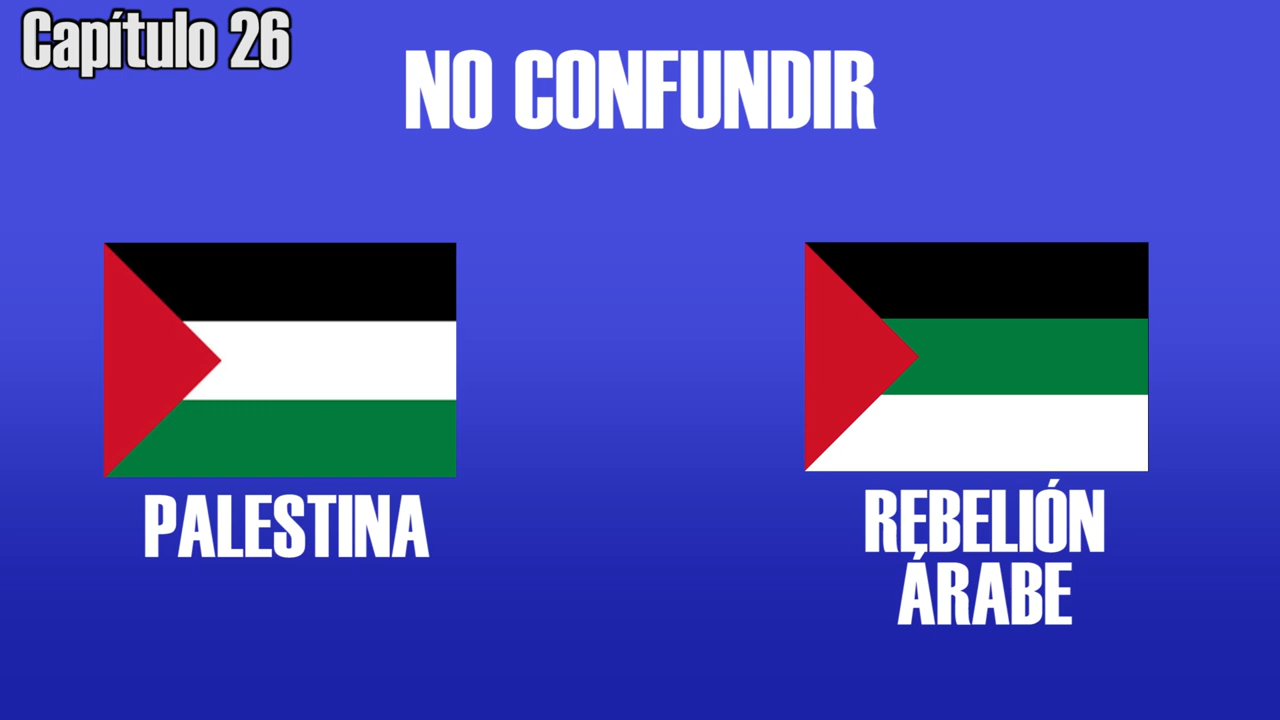 Capítulo 26
NO CONFUNDIR
PALESTINA
REBELIÓN
ÁRABE